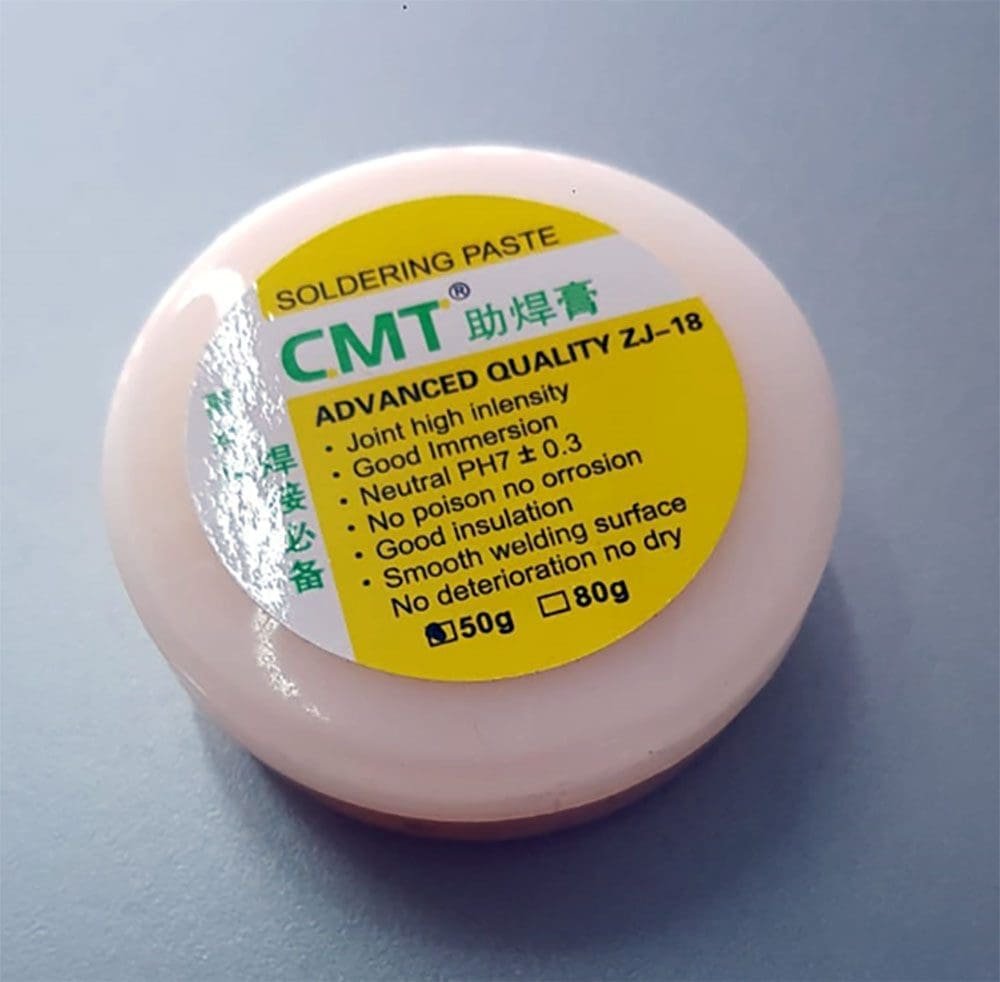 SOLDERING PASTE
CMT® 助焊膏
ADVANCED QUALITY ZJ-18
• Joint high inlensity
• Good Immersion
• Neutral PH7 ± 0.3
• No poison no orrosion
• Good insulation
• Smooth welding surface
No deterioration no dry
50g 80g
焊接必备